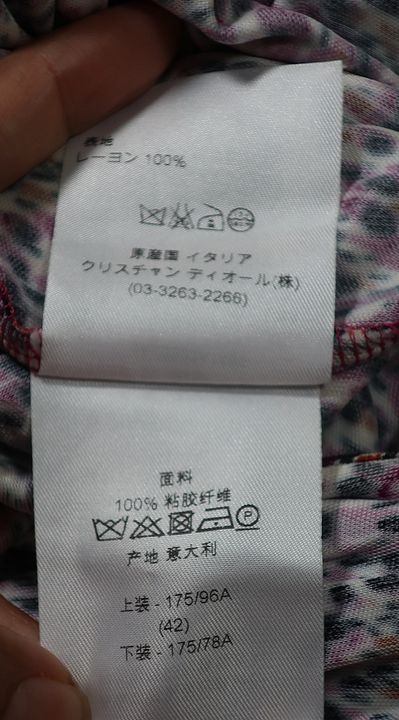 表地
レーヨン 100%
原産国 イタリア
クリスチャン ディオール(株)
(03-3263-2266)
面料
100% 粘胶纤维
产地 意大利
上装 - 175/96A
(42)
下装 - 175/78A